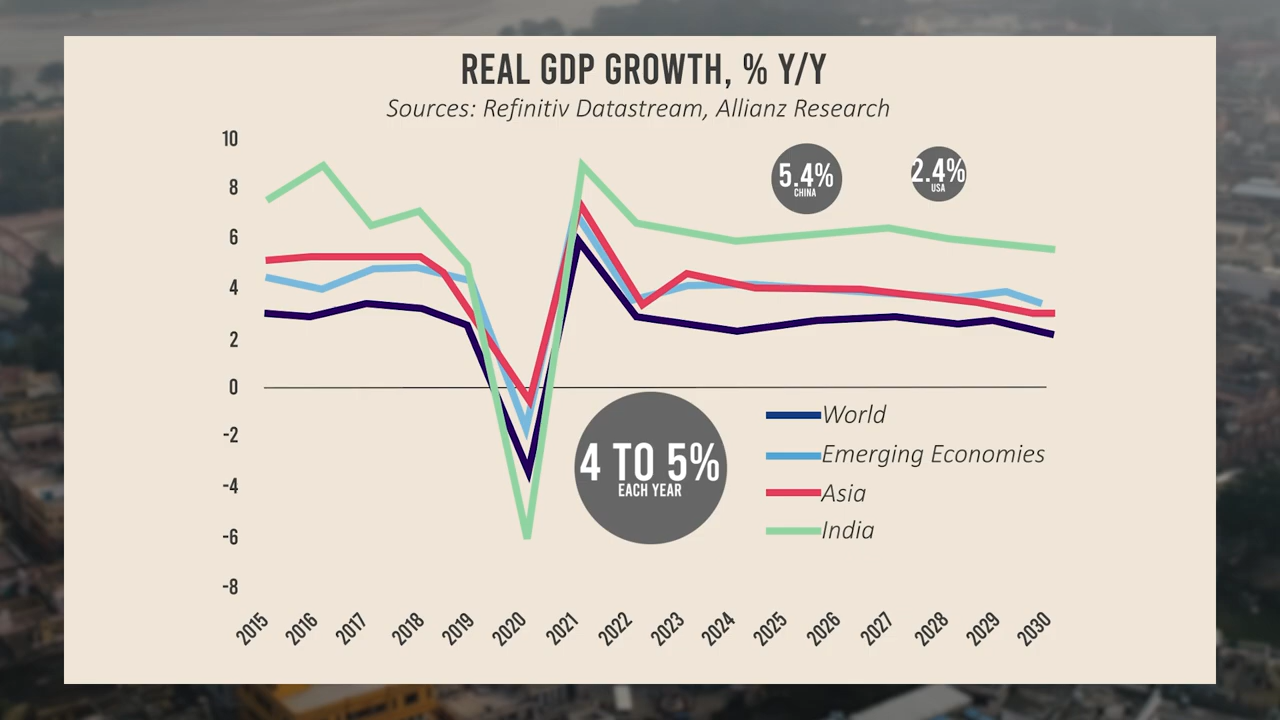 REAL GDP GROWTH, % Y/Y
Sources: Refinitiv Datastream, Allianz Research
10
8
6
4
2
0
-2
-4
-6
-8
5.4%
CHINA
2.4%
USA
4 TO 5%
EACH YEAR
World
Emerging Economies
Asia
India
2015 2016 2017 2018 2019 2020 2021 2022 2023 2024 2025 2026 2027 2028 2029 2030